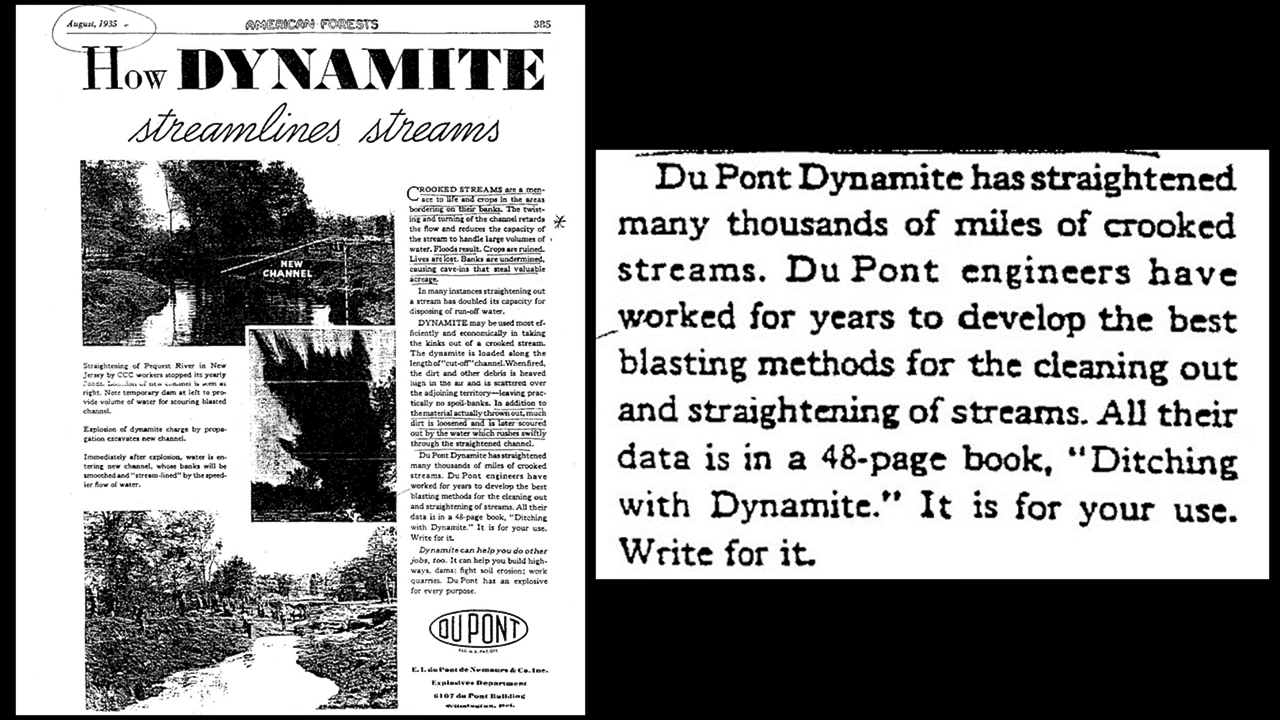 August, 1935
AMERICAN FORESTS
385
How DYNAMITE
streamlines streams
NEW
CHANNEL
Straightening of Pequest River in New
Jersey by CCC workers stopped its yearly
floods. Location of new channel is seen at
right. Note temporary dam at left to pro-
vide volume of water for scouring blasted
channel.
Explosion of dynamite charge by propa-
gation excavates new channel.
Immediately after explosion, water is en-
tering new channel, whose banks will be
smoothed and "stream-lined" by the speed-
ier flow of water.
CROOKED STREAMS are a men-
ace to life and crops in the areas
bordering on their banks. The twist-
ing and turning of the channel retards
the flow and reduces the capacity of
the stream to handle large volumes of
water. Floods result. Crops are ruined.
Lives are lost. Banks are undermined,
causing cave-ins that steal valuable
acreage.
In many instances straightening out
a stream has doubled its capacity for
disposing of run-off water.
DYNAMITE may be used most ef-
ficiently and economically in taking
the kinks out of a crooked stream.
The dynamite is loaded along the
length of "cut-off" channel. When fired,
the dirt and other debris is heaved
high in the air and is scattered over
the adjoining territory—leaving prac-
tically no spoil-banks. In addition to
the material actually thrown out, much
dirt is loosened and is later scoured
out by the water which rushes swiftly
through the straightened channel.
Du Pont Dynamite has straightened
many thousands of miles of crooked
streams. Du Pont engineers have
worked for years to develop the best
blasting methods for the cleaning out
and straightening of streams. All their
data is in a 48-page book, "Ditching
with Dynamite." It is for your use.
Write for it.
Dynamite can help you do other
jobs, too. It can help you build high-
ways, dams; fight soil erosion; work
quarries. Du Pont has an explosive
for every purpose.
DU PONT
REG. U.S. PAT. OFF.
E. I. du Pont de Nemours & Co. Inc.
Explosives Department
6107 du Pont Building
Wilmington, Del.
Du Pont Dynamite has straightened
many thousands of miles of crooked
streams. Du Pont engineers have
worked for years to develop the best
blasting methods for the cleaning out
and straightening of streams. All their
data is in a 48-page book, "Ditching
with Dynamite." It is for your use.
Write for it.